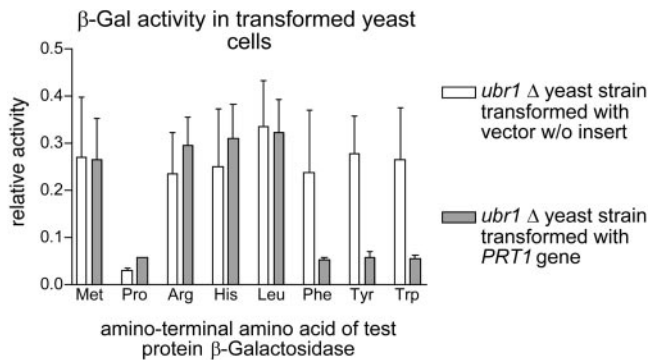 β-Gal activity in transformed yeast
cells
0.5
0.4
0.3
0.2
0.1
0.0
relative activity
Met Pro Arg His Leu Phe Tyr Trp
amino-terminal amino acid of test
protein β-Galactosidase
ubr1 Δ yeast strain
transformed with
vector w/o insert
ubr1 Δ yeast strain
transformed with
PRT1 gene